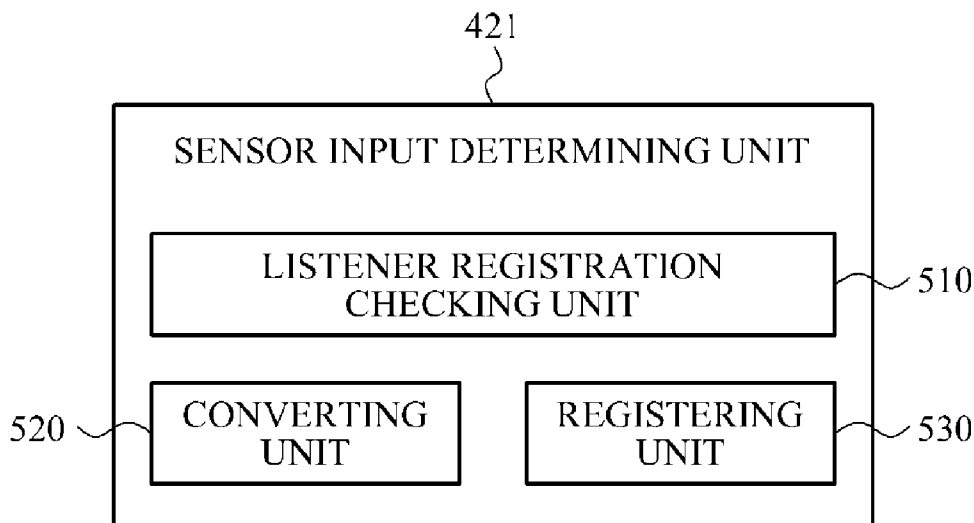 421
SENSOR INPUT DETERMINING UNIT
LISTENER REGISTRATION
CHECKING UNIT
510
520
CONVERTING
UNIT
REGISTERING
UNIT
530